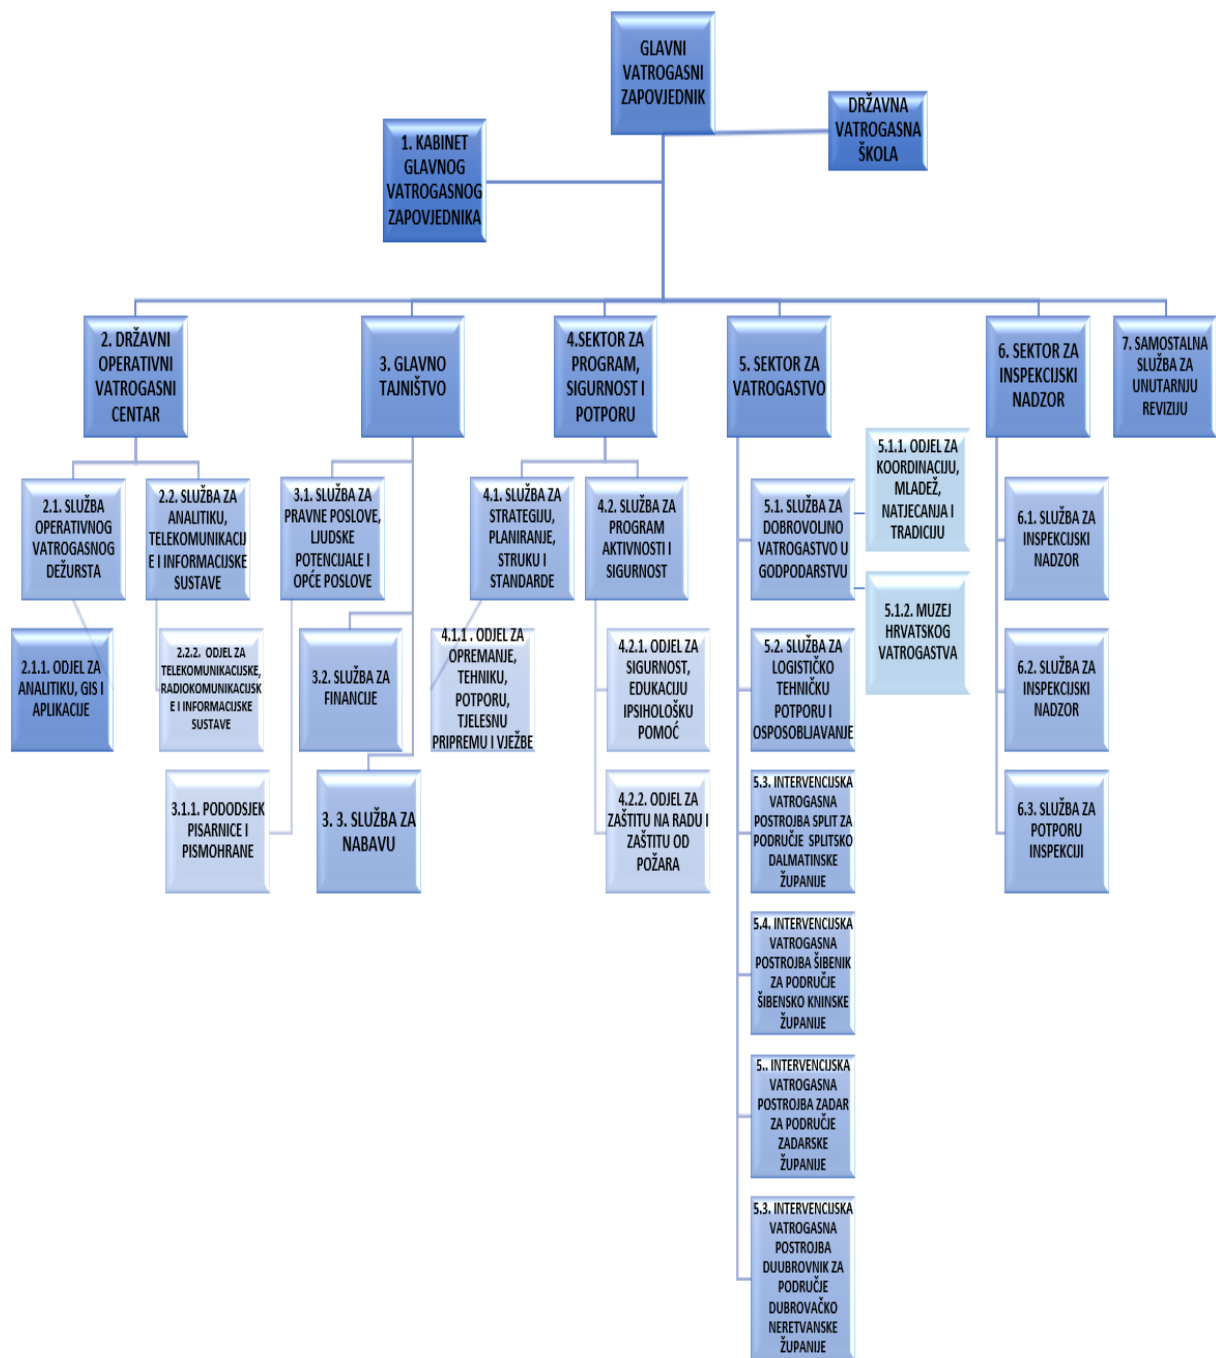 GLAVNI
VATROGASNI
ZAPOVJEDNIK
DRŽAVNA
VATROGASNA
ŠKOLA
1. KABINET
GLAVNOG
VATROGASNOG
ZAPOVJEDNIKA
2. DRŽAVNI
OPERATIVNI
VATROGASNI
CENTAR
3. GLAVNO
TAJNIŠTVO
4.SEKTOR ZA
PROGRAM,
SIGURNOST I
POTPORU
5. SEKTOR ZA
VATROGASTVO
6. SEKTOR ZA
INSPEKCIJSKI
NADZOR
7. SAMOSTALNA
SLUŽBA ZA
UNUTARNJU
REVIZIJU
2.1. SLUŽBA
OPERATIVNOG
VATROGASNOG
DEŽURSTA
2.2. SLUŽBA ZA
ANALITIKU,
TELEKOMUNIKACIJ
E I INFORMACIJSKE
SUSTAVE
3.1. SLUŽBA ZA
PRAVNE POSLOVE,
LJUDSKE
POTENCIJALE I
OPĆE POSLOVE
4.1. SLUŽBA ZA
STRATEGIJU,
PLANIRANJE,
STRUKU I
STANDARDE
4.2. SLUŽBA ZA
PROGRAM
AKTIVNOSTI I
SIGURNOST
5.1. SLUŽBA ZA
DOBROVOLJNO
VATROGASTVO U
GODPODARSTVU
5.1.1. ODJEL ZA
KOORDINACIJU,
MLADEŽ,
NATJECANJA I
TRADICIJU
6.1. SLUŽBA ZA
INSPEKCIJSKI
NADZOR
2.1.1. ODJEL ZA
ANALITIKU, GIS I
APLIKACIJE
2.2.2. ODJEL ZA
TELEKOMUNIKACIJSKE,
RADIOKOMUNIKACIJSK
E I INFORMACIJSKE
SUSTAVE
3.2. SLUŽBA ZA
FINANCIJE
4.1.1 . ODJEL ZA
OPREMANJE,
TEHNIKU,
POTPORU,
TJELESNU
PRIPREMU I VJEŽBE
4.2.1. ODJEL ZA
SIGURNOST,
EDUKACIJU
IPSIHOLOŠKU
POMOĆ
5.2. SLUŽBA ZA
LOGISTIČKO
TEHNIČKU
POTPORU I
OSPOSOBLJAVANJE
5.1.2. MUZEJ
HRVATSKOG
VATROGASTVA
6.2. SLUŽBA ZA
INSPEKCIJSKI
NADZOR
3.1.1. PODODSJEK
PISARNICE I
PISMOHRANE
3. 3. SLUŽBA ZA
NABAVU
4.2.2. ODJEL ZA
ZAŠTITU NA RADU I
ZAŠTITU OD
POŽARA
5.3. INTERVENCIJSKA
VATROGASNA
POSTROJBA SPLIT ZA
PODRUČJE SPLITSKO
DALMATINSKE
ŽUPANIJE
6.3. SLUŽBA ZA
POTPORU
INSPEKCIJI
5.4. INTERVENCIJSKA
VATROGASNA
POSTROJBA ŠIBENIK
ZA PODRUČJE
ŠIBENSKO KNINSKE
ŽUPANIJE
5.. INTERVENCIJSKA
VATROGASNA
POSTROJBA ZADAR
ZA PODRUČJE
ZADARSKE
ŽUPANIJE
5.3. INTERVENCIJSKA
VATROGASNA
POSTROJBA
DUUBROVNIK ZA
PODRUČJE
DUBROVAČKO
NERETVANSKE
ŽUPANIJE